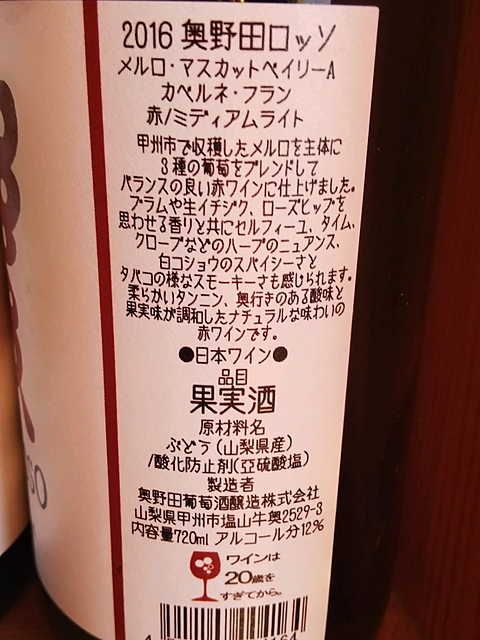 2016 奥野田ロッソ
メルロ・マスカットベイリーA
カベルネ・フラン
赤/ミディアムライト
甲州市で収穫したメルロを主体に
3種の葡萄をブレンドして
バランスの良い赤ワインに仕上げました。
プラムや生イチジク、ローズヒップを
思わせる香りと共にセルフィーユ、タイム、
クローブなどのハーブのニュアンス、
白コショウのスパイシーさと
タバコの様なスモーキーさも感じられます。
柔らかいタンニン、奥行きのある酸味と
果実味が調和したナチュラルな味わいの
赤ワインです。
●日本ワイン●
品目
果実酒
原材料名
ぶどう(山梨県産)
/酸化防止剤(亞硫酸塩)
製造者
奥野田葡萄酒醸造株式会社
山梨県甲州市塩山牛奥2529-3
内容量720ml アルコール分12%
ワインは
20歳を
すぎてから。